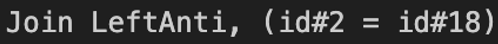 Join LeftAnti, (id#2 = id#18)